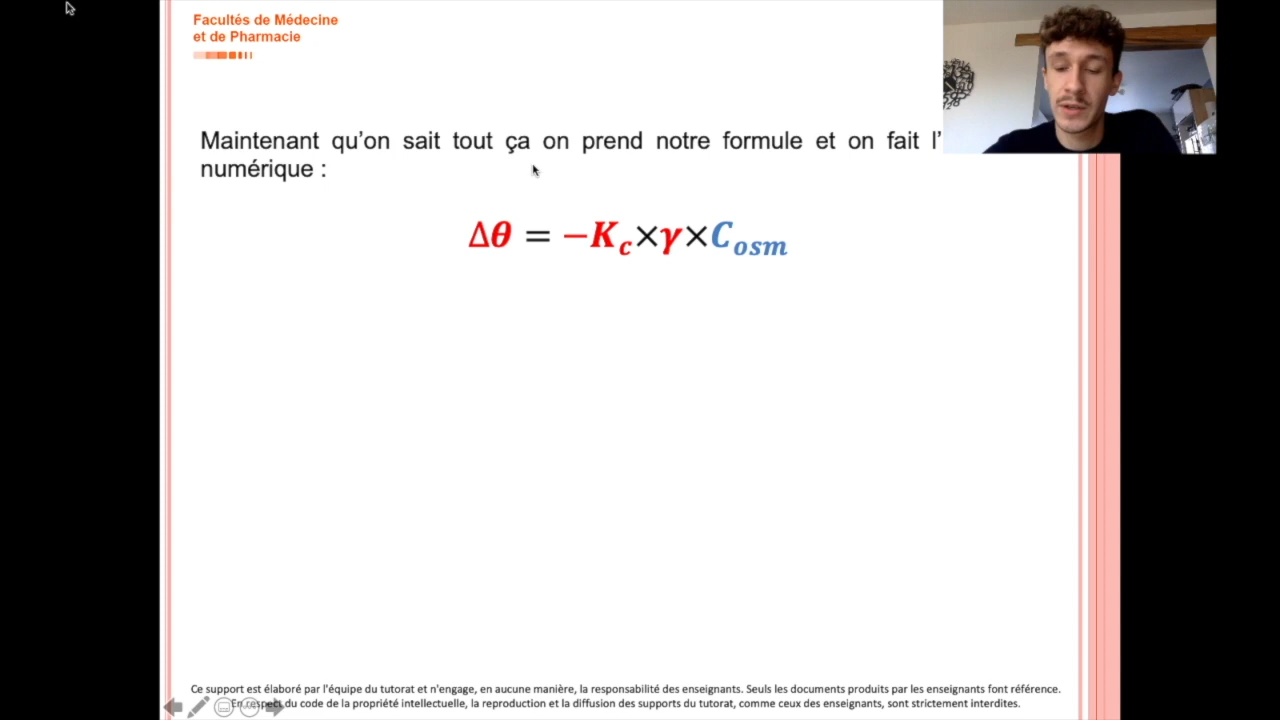 Facultés de Médecine
et de Pharmacie
Maintenant qu’on sait tout ça on prend notre formule et on fait l’
numérique :
Δθ = −K_c×γ×C_osm
Ce support est élaboré par l'équipe du tutorat et n'engage, en aucune manière, la responsabilité des enseignants. Seuls les documents produits par les enseignants font référence.
En respect du code de la propriété intellectuelle, la reproduction et la diffusion des supports du tutorat, comme ceux des enseignants, sont strictement interdites.